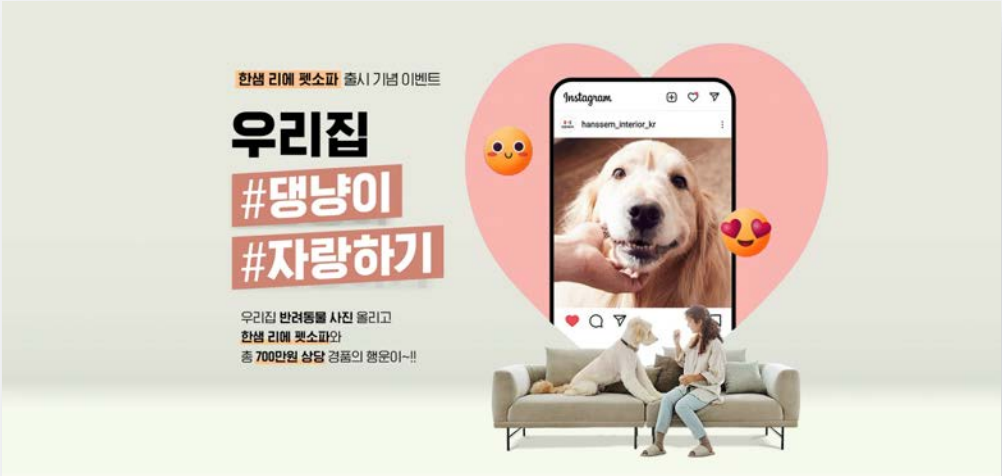 한샘 리에 펫소파 출시 기념 이벤트
우리집
#댕냥이
#자랑하기
우리집 반려동물 사진 올리고
한샘 리에 펫소파와
총 700만원 상당 경품의 행운이~!!
Instagram
hanssem_interior_kr